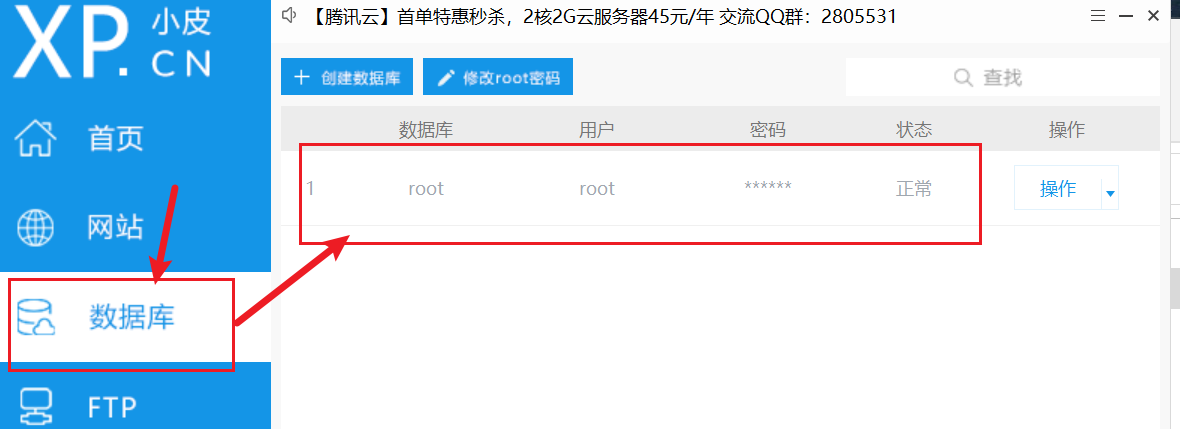 XP.小皮
CN
【腾讯云】首单特惠秒杀，2核2G云服务器45元/年 交流QQ群：2805531
首页
网站
数据库
FTP
创建数据库 修改root密码 查找
数据库 用户 密码 状态 操作
1 root root ****** 正常 操作